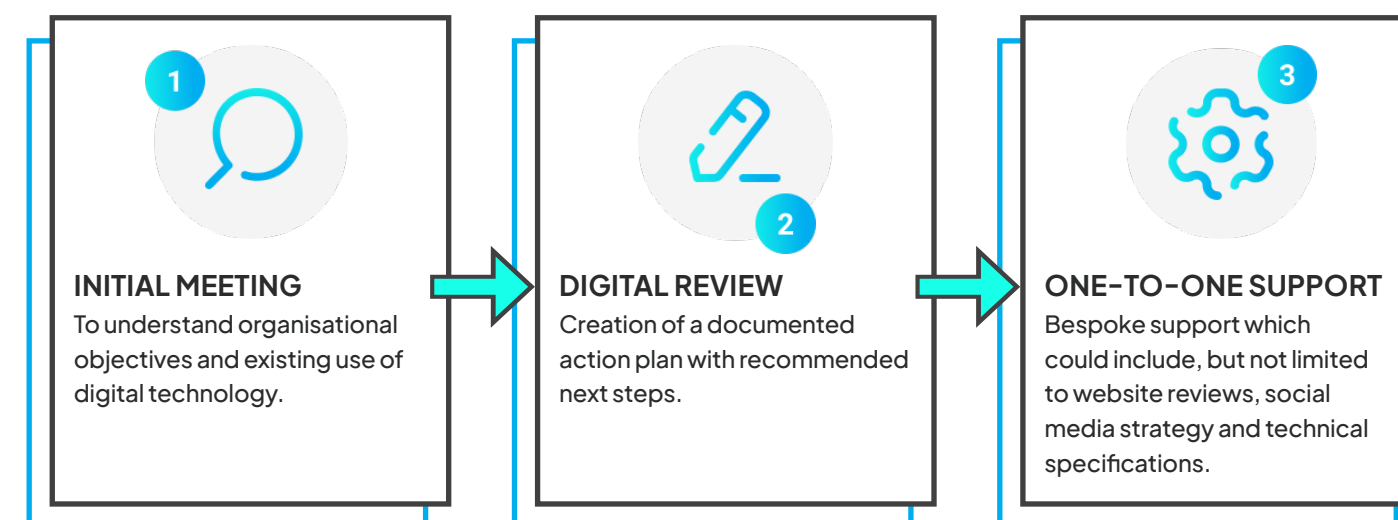 1
INITIAL MEETING
To understand organisational
objectives and existing use of
digital technology.
2
DIGITAL REVIEW
Creation of a documented
action plan with recommended
next steps.
3
ONE-TO-ONE SUPPORT
Bespoke support which
could include, but not limited
to website reviews, social
media strategy and technical
specifications.